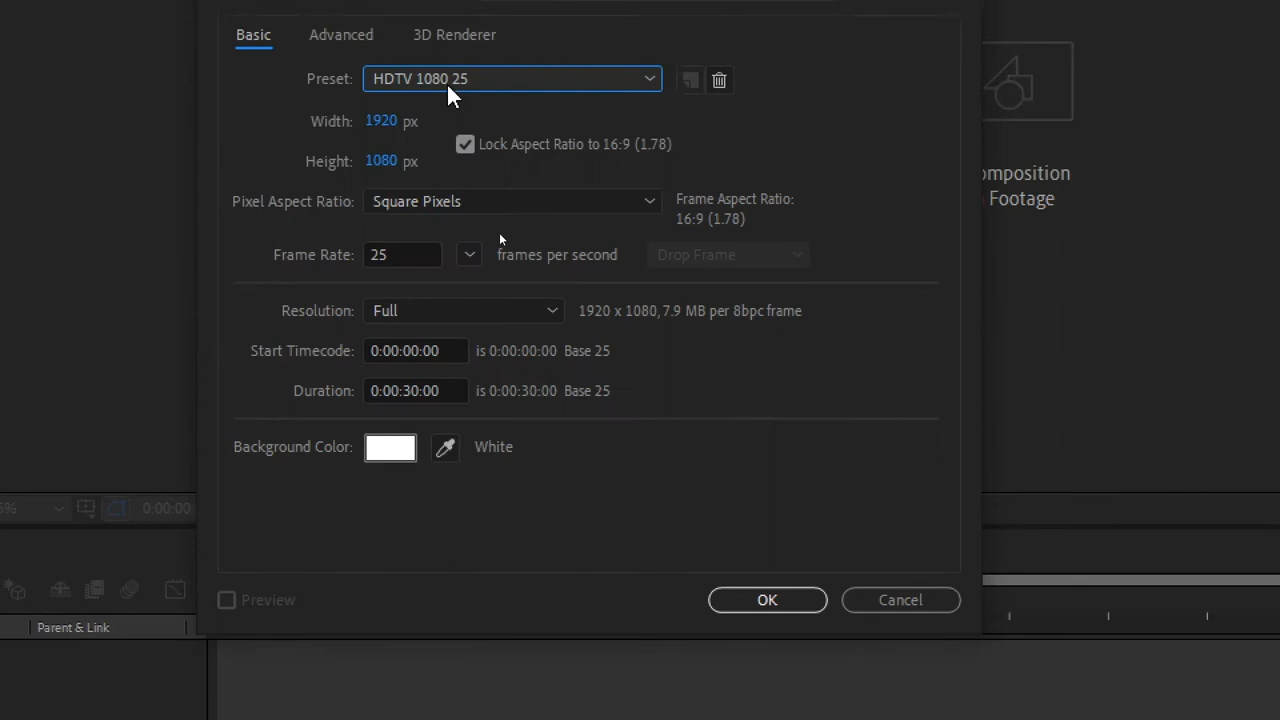 Basic Advanced 3D Renderer
Preset: HDTV 1080 25
Width: 1920 px
Lock Aspect Ratio to 16:9 (1.78)
Height: 1080 px
Pixel Aspect Ratio: Square Pixels
Frame Aspect Ratio:
16:9 (1.78)
omposition
Footage
Frame Rate: 25 frames per second Drop Frame
Resolution: Full 1920 x 1080, 7.9 MB per 8bpc frame
Start Timecode: 0:00:00:00 is 0:00:00:00 Base 25
Duration: 0:00:30:00 is 0:00:30:00 Base 25
Background Color: White
0:00:00:
Preview OK Cancel
Parent & Link